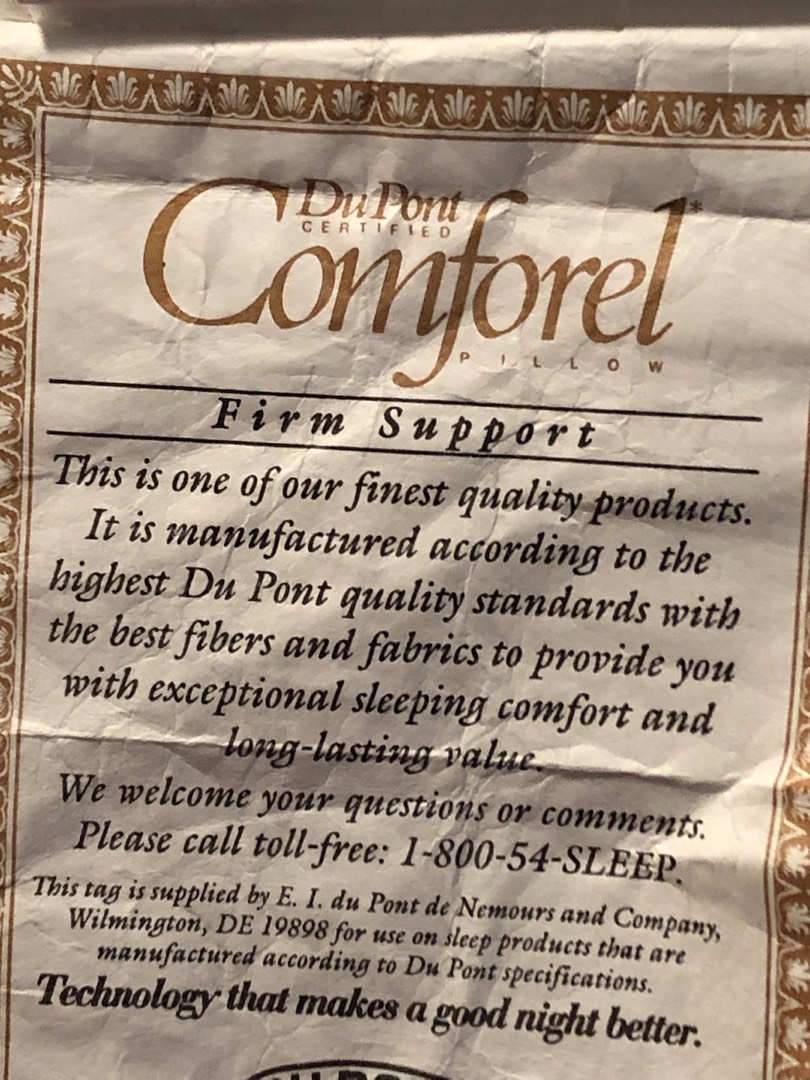 Du Pont
CERTIFIED
Comforel*
PILLOW
Firm Support
This is one of our finest quality products.
It is manufactured according to the
highest Du Pont quality standards with
the best fibers and fabrics to provide you
with exceptional sleeping comfort and
long-lasting value.
We welcome your questions or comments.
Please call toll-free: 1-800-54-SLEEP.
This tag is supplied by E. I. du Pont de Nemours and Company,
Wilmington, DE 19898 for use on sleep products that are
manufactured according to Du Pont specifications.
Technology that makes a good night better.